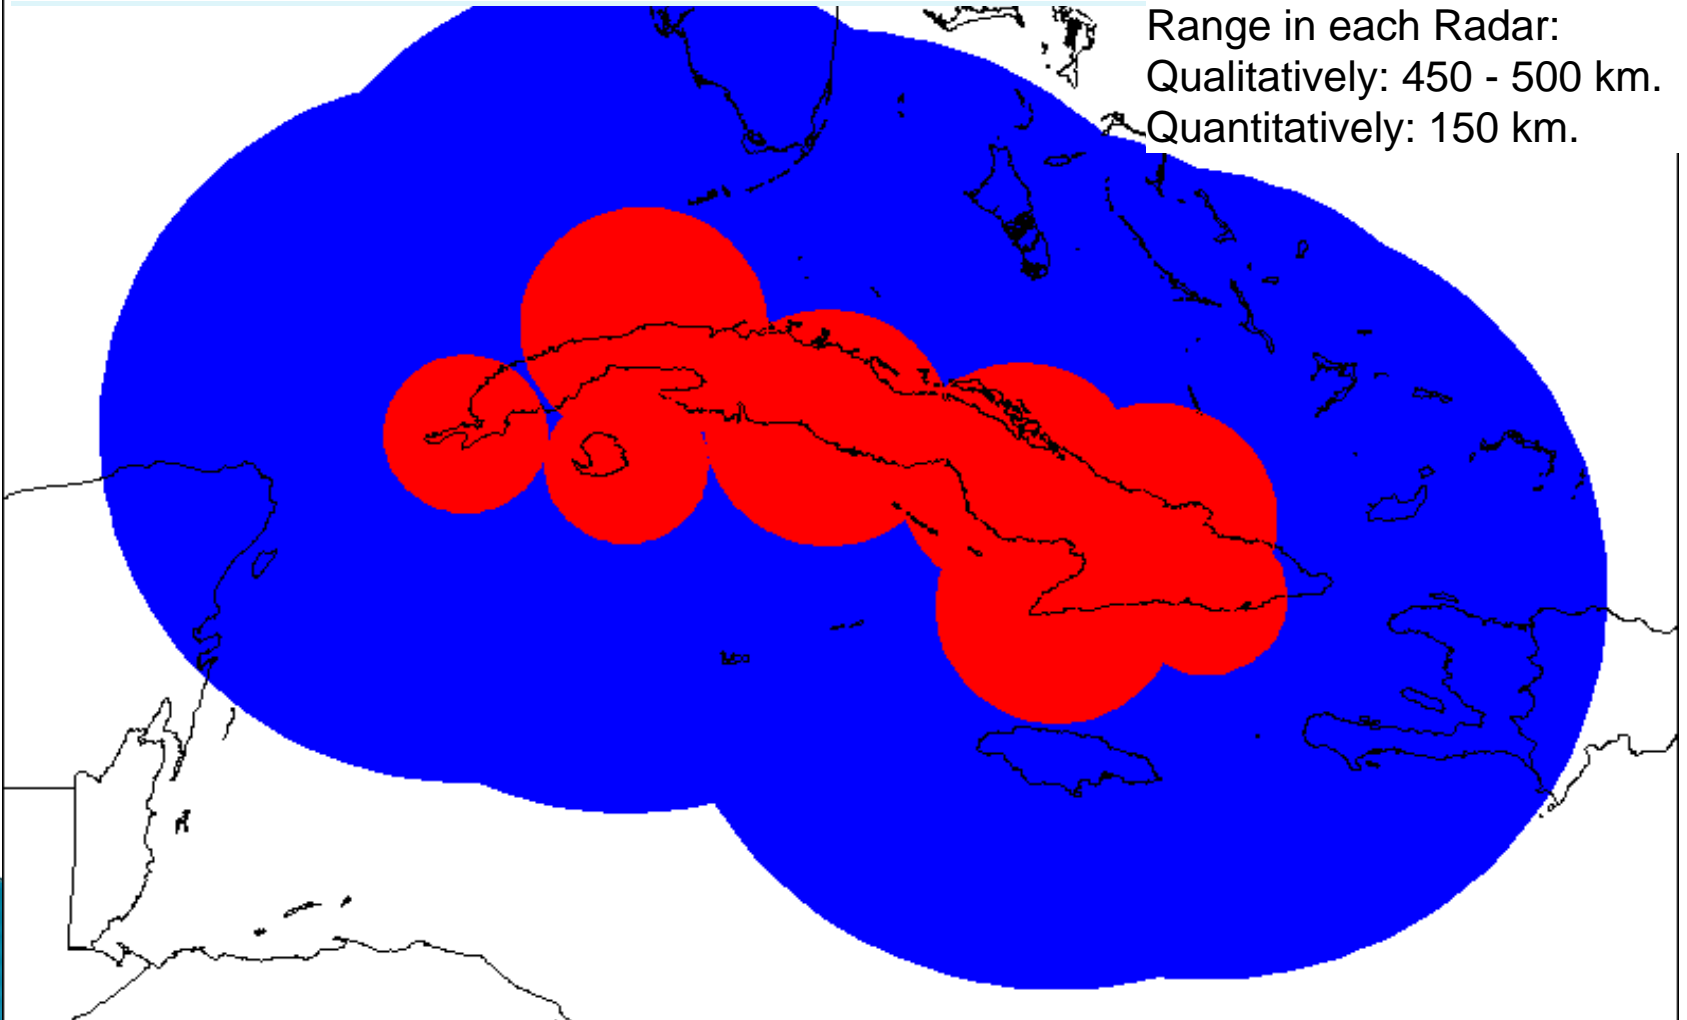 Range in each Radar:
Qualitatively: 450 - 500 km.
Quantitatively: 150 km.